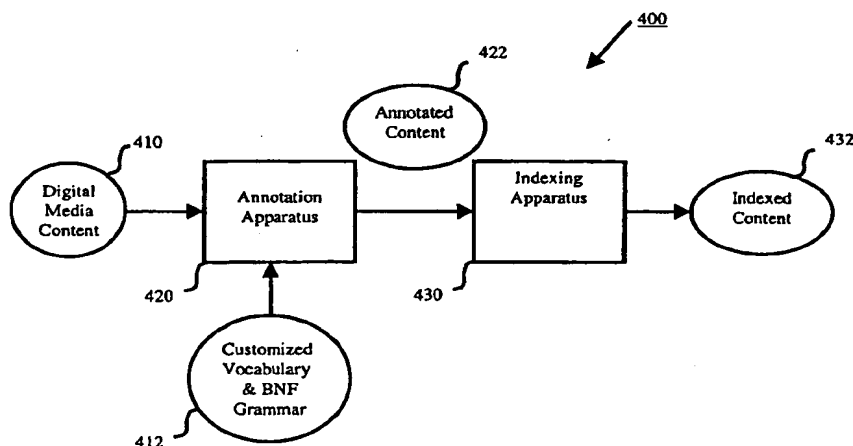 400
422
Annotated
Content
410
432
Digital
Media
Content
Annotation
Apparatus
Indexing
Apparatus
Indexed
Content
420
430
Customized
Vocabulary
& BNF
Grammar
412